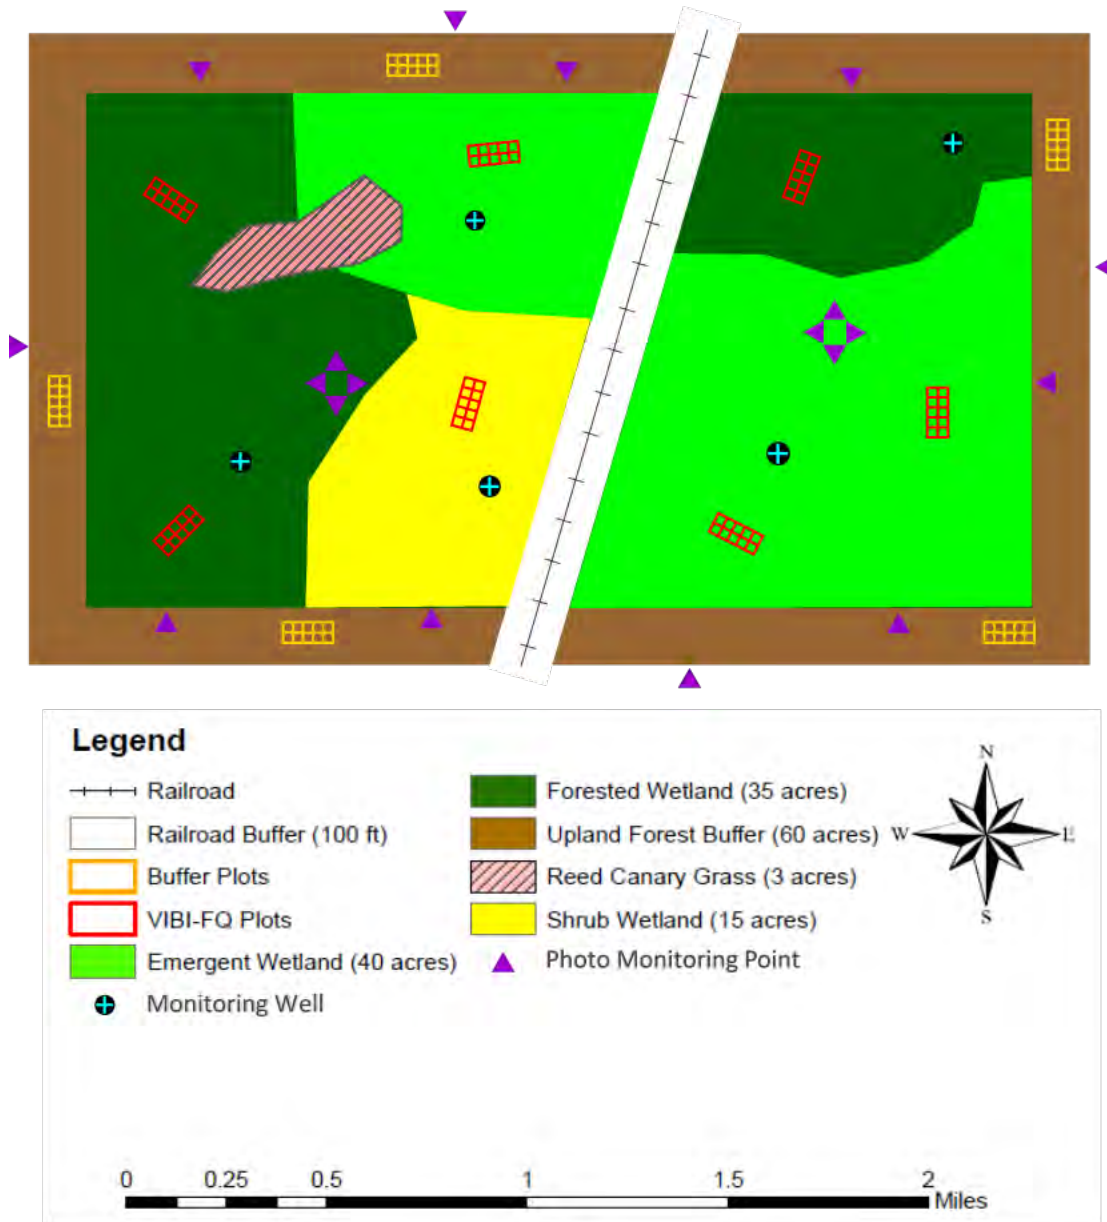 Legend
Railroad
Railroad Buffer (100 ft)
Buffer Plots
VIBI-FQ Plots
Emergent Wetland (40 acres)
Monitoring Well
Forested Wetland (35 acres)
Upland Forest Buffer (60 acres)
Reed Canary Grass (3 acres)
Shrub Wetland (15 acres)
Photo Monitoring Point
N
W E
S
0 0.25 0.5 1 1.5 2
Miles